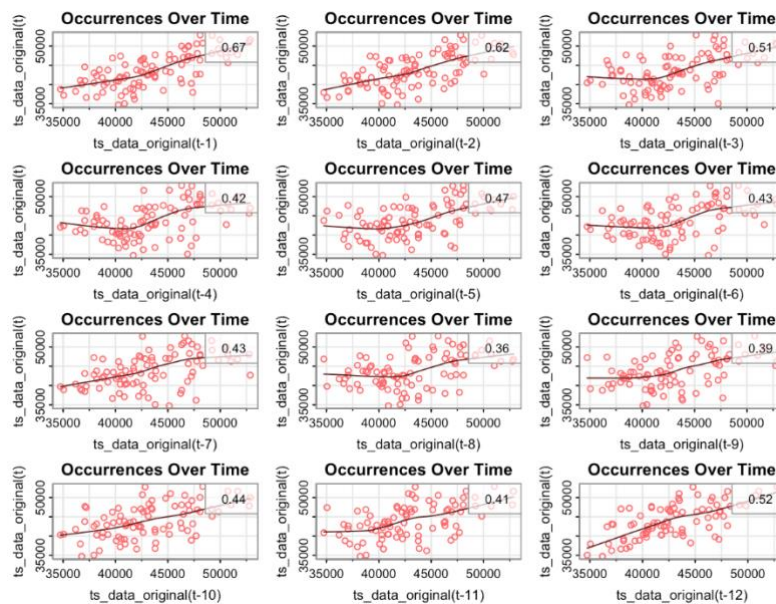 Occurrences Over Time Occurrences Over Time Occurrences Over Time
ts_data_original(t) 50000 35000 0.67 ts_data_original(t) 50000 35000 0.62 ts_data_original(t) 50000 35000 0.51
35000 40000 45000 50000 35000 40000 45000 50000 35000 40000 45000 50000
ts_data_original(t-1) ts_data_original(t-2) ts_data_original(t-3)
Occurrences Over Time Occurrences Over Time Occurrences Over Time
ts_data_original(t) 50000 35000 0.42 ts_data_original(t) 50000 35000 0.47 ts_data_original(t) 50000 35000 0.43
35000 40000 45000 50000 35000 40000 45000 50000 35000 40000 45000 50000
ts_data_original(t-4) ts_data_original(t-5) ts_data_original(t-6)
Occurrences Over Time Occurrences Over Time Occurrences Over Time
ts_data_original(t) 50000 35000 0.43 ts_data_original(t) 50000 35000 0.36 ts_data_original(t) 50000 35000 0.39
35000 40000 45000 50000 35000 40000 45000 50000 35000 40000 45000 50000
ts_data_original(t-7) ts_data_original(t-8) ts_data_original(t-9)
Occurrences Over Time Occurrences Over Time Occurrences Over Time
ts_data_original(t) 50000 35000 0.44 ts_data_original(t) 50000 35000 0.41 ts_data_original(t) 50000 35000 0.52
35000 40000 45000 50000 35000 40000 45000 50000 35000 40000 45000 50000
ts_data_original(t-10) ts_data_original(t-11) ts_data_original(t-12)